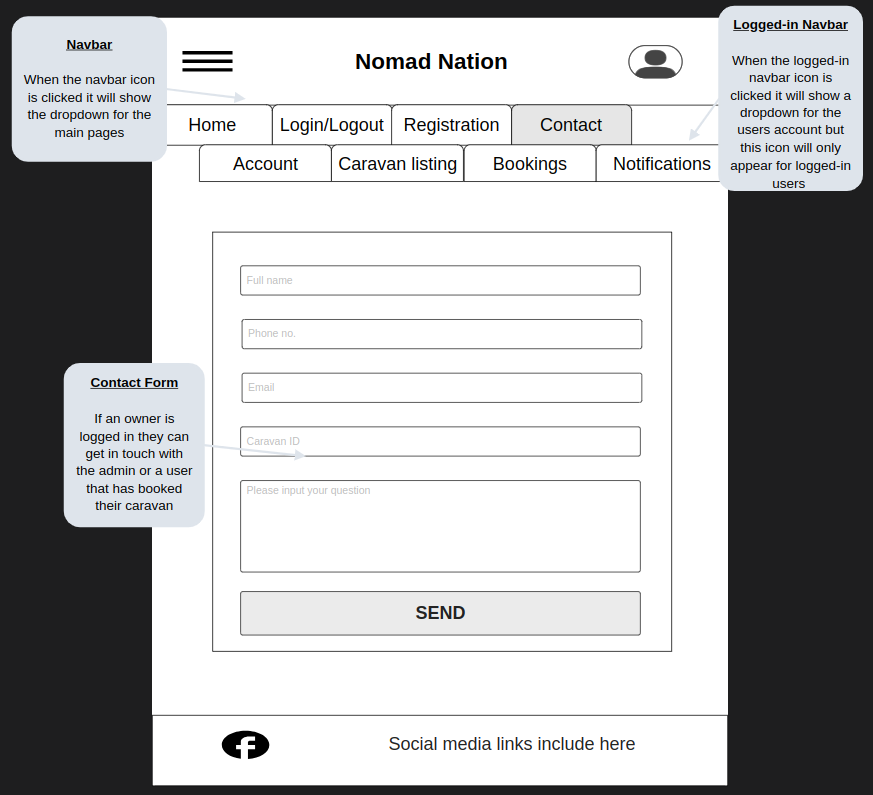 Navbar
When the navbar icon
is clicked it will show
the dropdown for the
main pages
Nomad Nation
Logged-in Navbar
When the logged-in
navbar icon is
clicked it will show a
dropdown for the
users account but
this icon will only
appear for logged-in
users
Home Login/Logout Registration Contact
Account Caravan listing Bookings Notifications
Full name
Phone no.
Email
Caravan ID
Please input your question
SEND
Contact Form
If an owner is
logged in they can
get in touch with
the admin or a user
that has booked
their caravan
Social media links include here